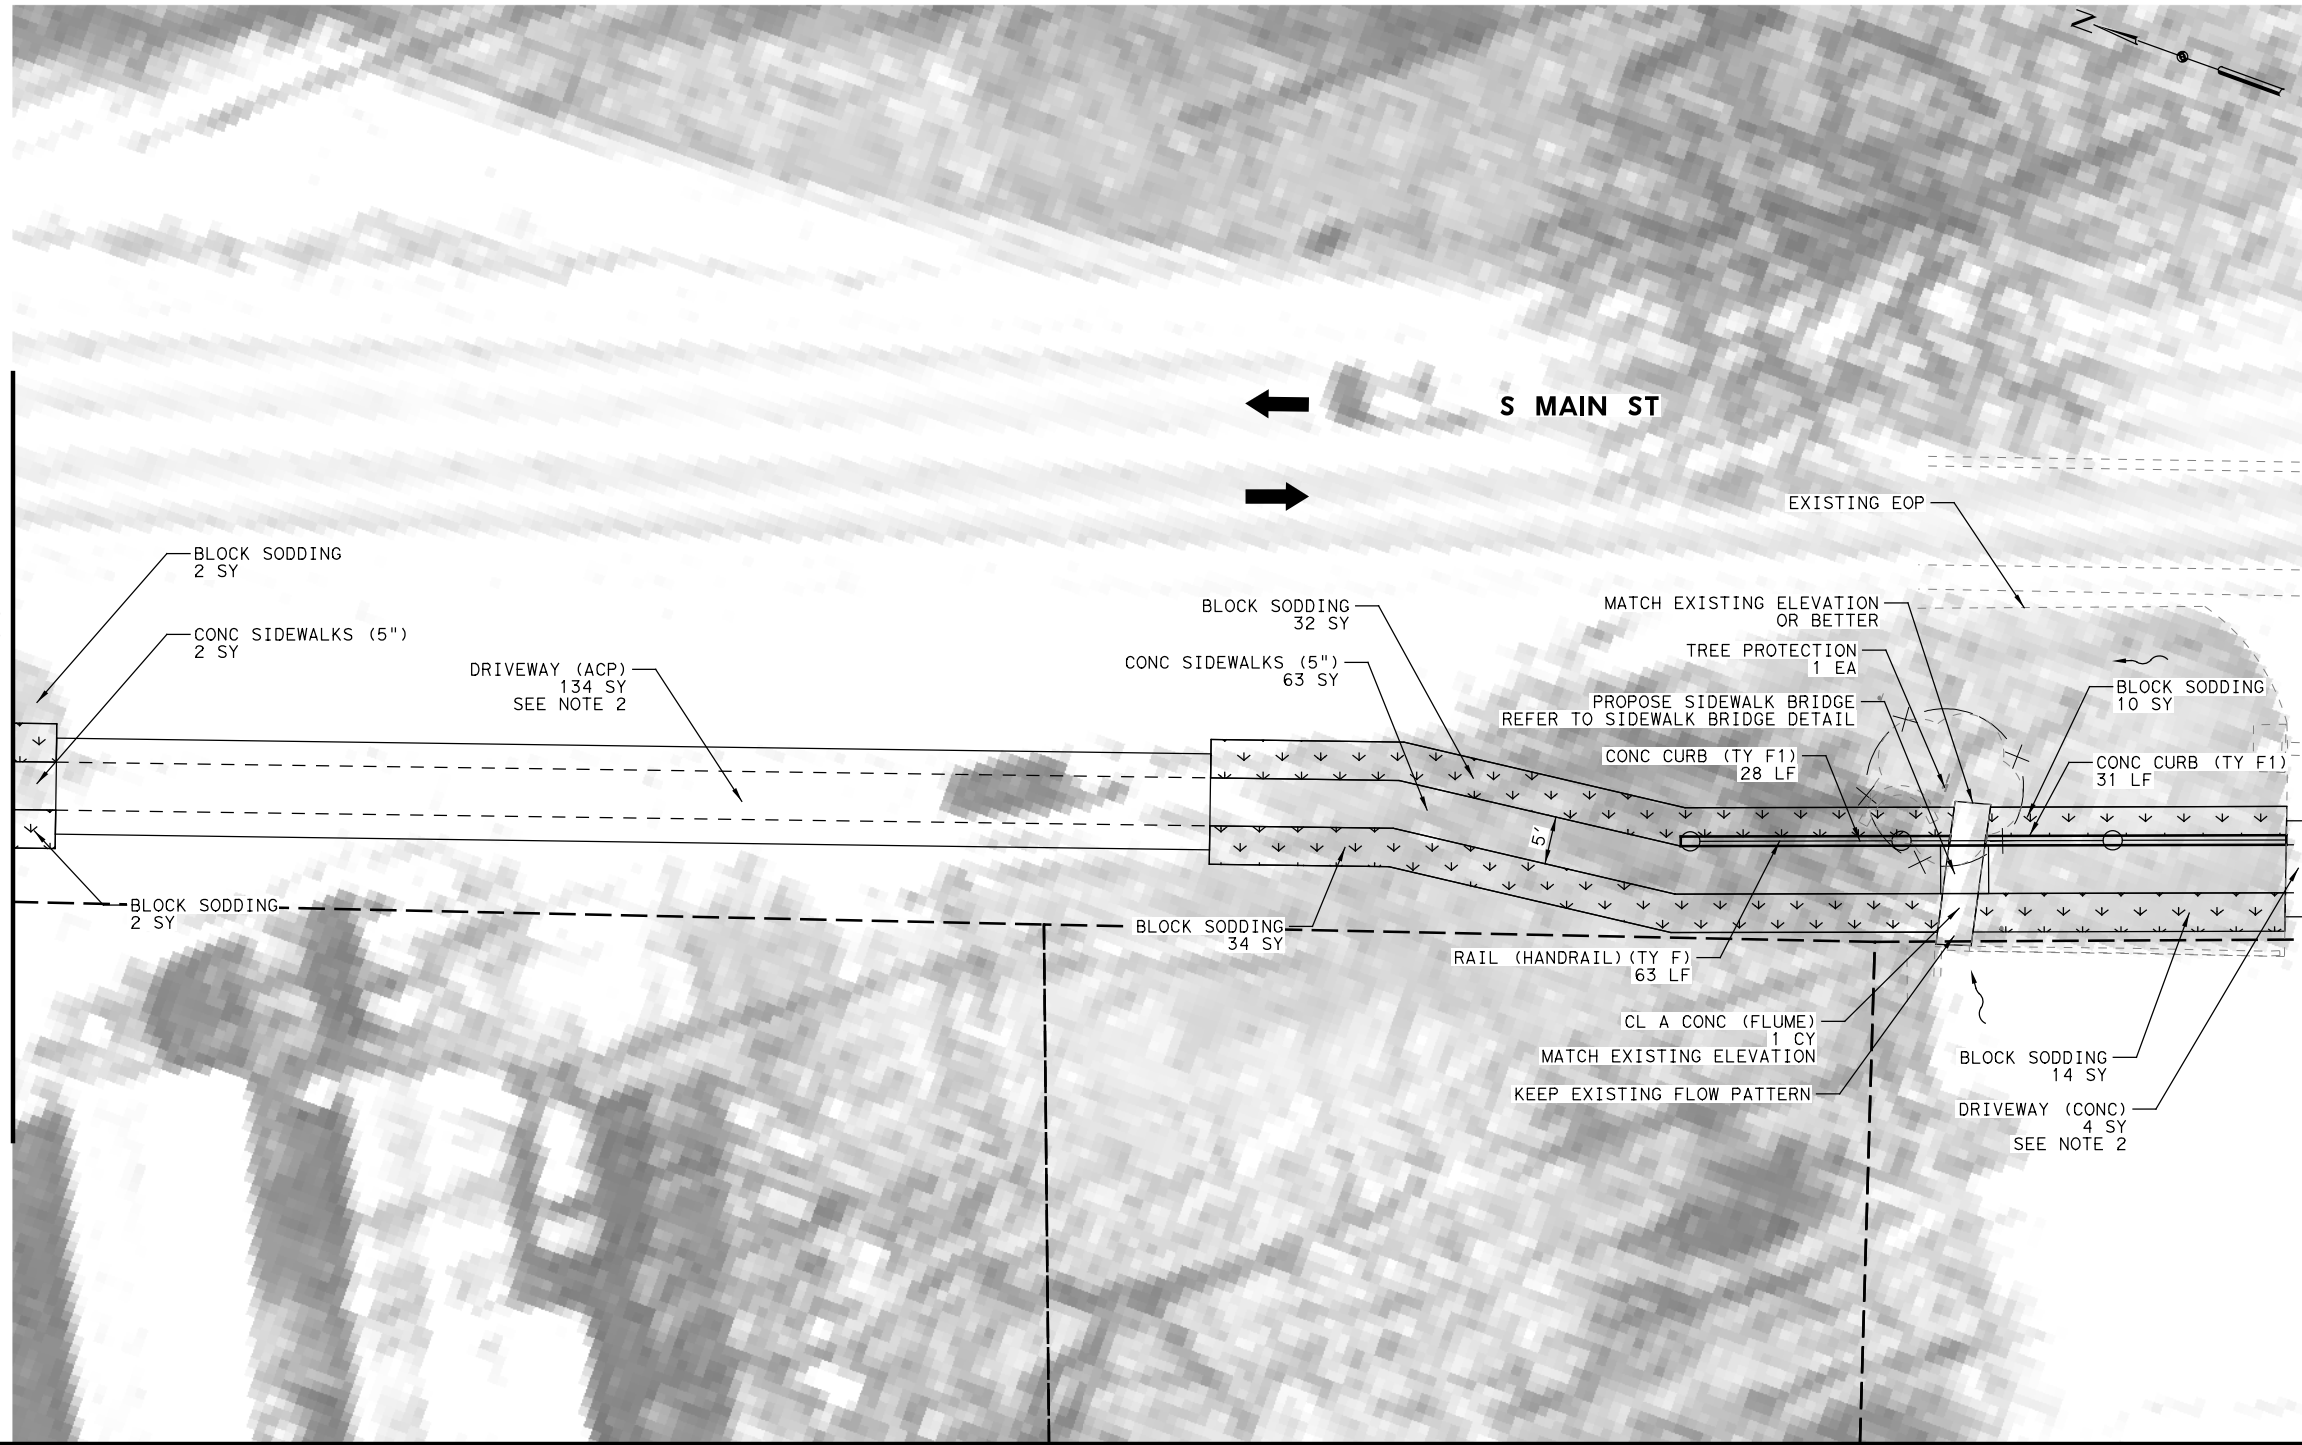 N
S MAIN ST
EXISTING EOP
BLOCK SODDING
2 SY
CONC SIDEWALKS (5")
2 SY
DRIVEWAY (ACP)
134 SY
SEE NOTE 2
BLOCK SODDING
32 SY
CONC SIDEWALKS (5")
63 SY
MATCH EXISTING ELEVATION
OR BETTER
TREE PROTECTION
1 EA
PROPOSE SIDEWALK BRIDGE
REFER TO SIDEWALK BRIDGE DETAIL
CONC CURB (TY F1)
28 LF
BLOCK SODDING
10 SY
CONC CURB (TY F1)
31 LF
5'
BLOCK SODDING
2 SY
BLOCK SODDING
34 SY
RAIL (HANDRAIL)(TY F)
63 LF
CL A CONC (FLUME)
1 CY
MATCH EXISTING ELEVATION
KEEP EXISTING FLOW PATTERN
BLOCK SODDING
14 SY
DRIVEWAY (CONC)
4 SY
SEE NOTE 2